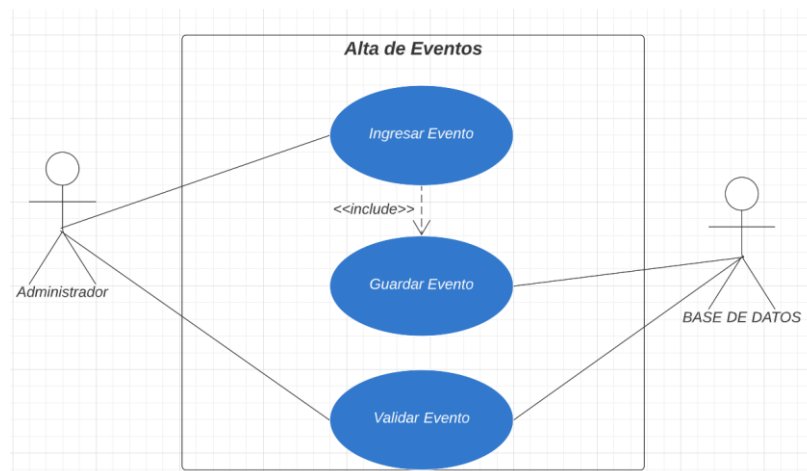 Alta de Eventos
Ingresar Evento
<<include>>
Guardar Evento
Administrador
BASE DE DATOS
Validar Evento